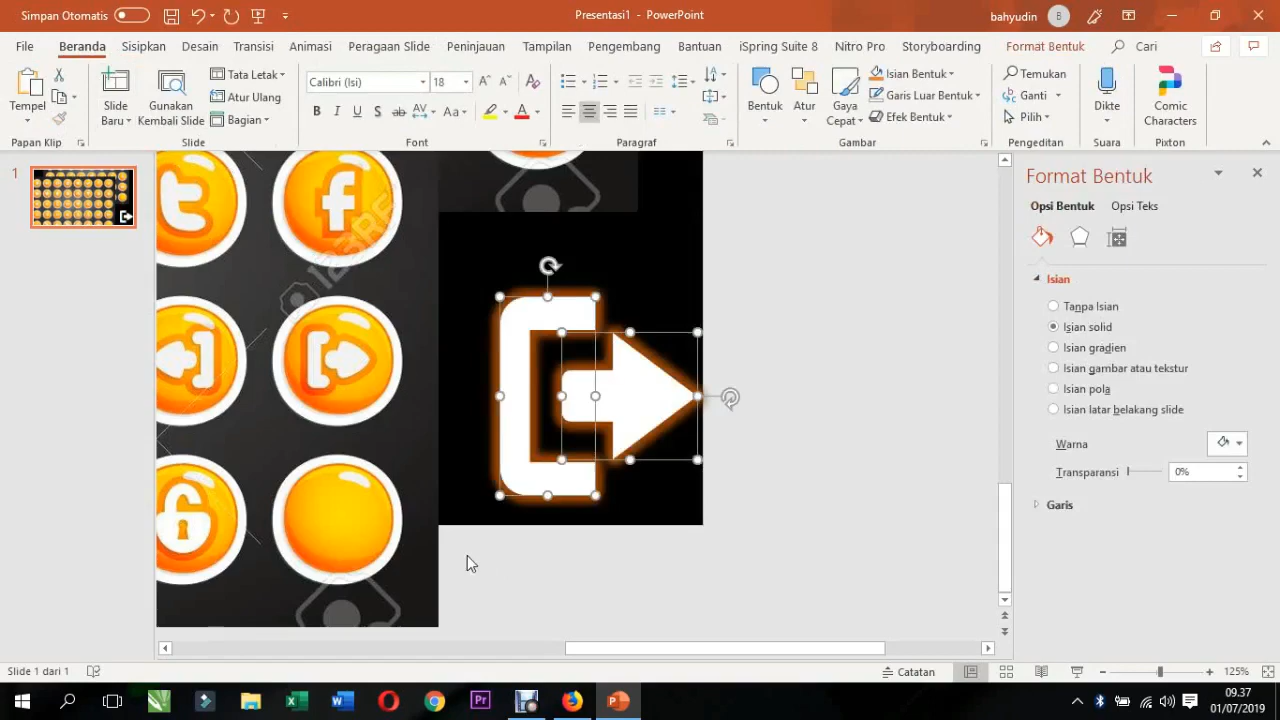 Simpan Otomatis
Presentasi1 - PowerPoint
bahyudin
B
File Beranda Sisipkan Desain Transisi Animasi Peragaan Slide Peninjauan Tampilan Pengembang Bantuan iSpring Suite 8 Nitro Pro Storyboarding Format Bentuk Cari
Tempel
Papan Klip
Slide Baru
Gunakan Kembali Slide
Tata Letak
Atur Ulang
Bagian
Slide
Calibri (Isi) 18
B I U S ab AV Aa A
Font
Paragraf
Bentuk
Atur
Gaya Cepat
Isian Bentuk
Garis Luar Bentuk
Efek Bentuk
Gambar
Temukan
Ganti
Pilih
Pengeditan
Dikte
Suara
Comic Characters
Pixton
1
123RF
Format Bentuk
Opsi Bentuk Opsi Teks
Isian
Tanpa Isian
Isian solid
Isian gradien
Isian gambar atau tekstur
Isian pola
Isian latar belakang slide
Warna
Transparansi 0%
Garis
Slide 1 dari 1
Catatan
125%
09.37
01/07/2019